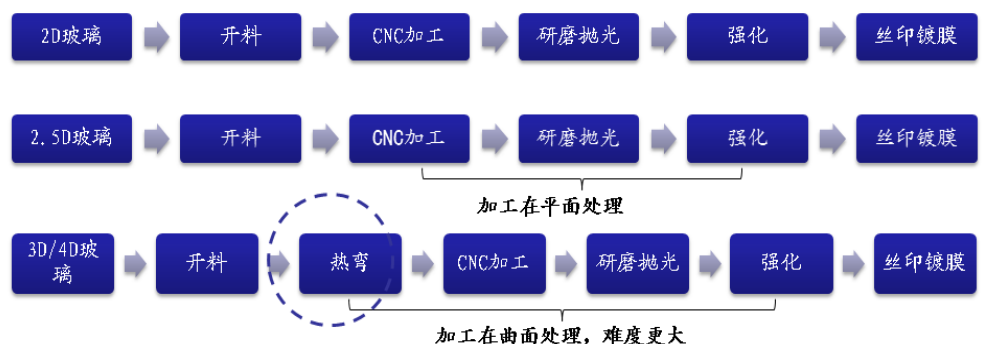 2D玻璃 开料 CNC加工 研磨抛光 强化 丝印镀膜
2.5D玻璃 开料 CNC加工 研磨抛光 强化 丝印镀膜
加工在平面处理
3D/4D玻
璃 开料 热弯 CNC加工 研磨抛光 强化 丝印镀膜
加工在曲面处理，难度更大